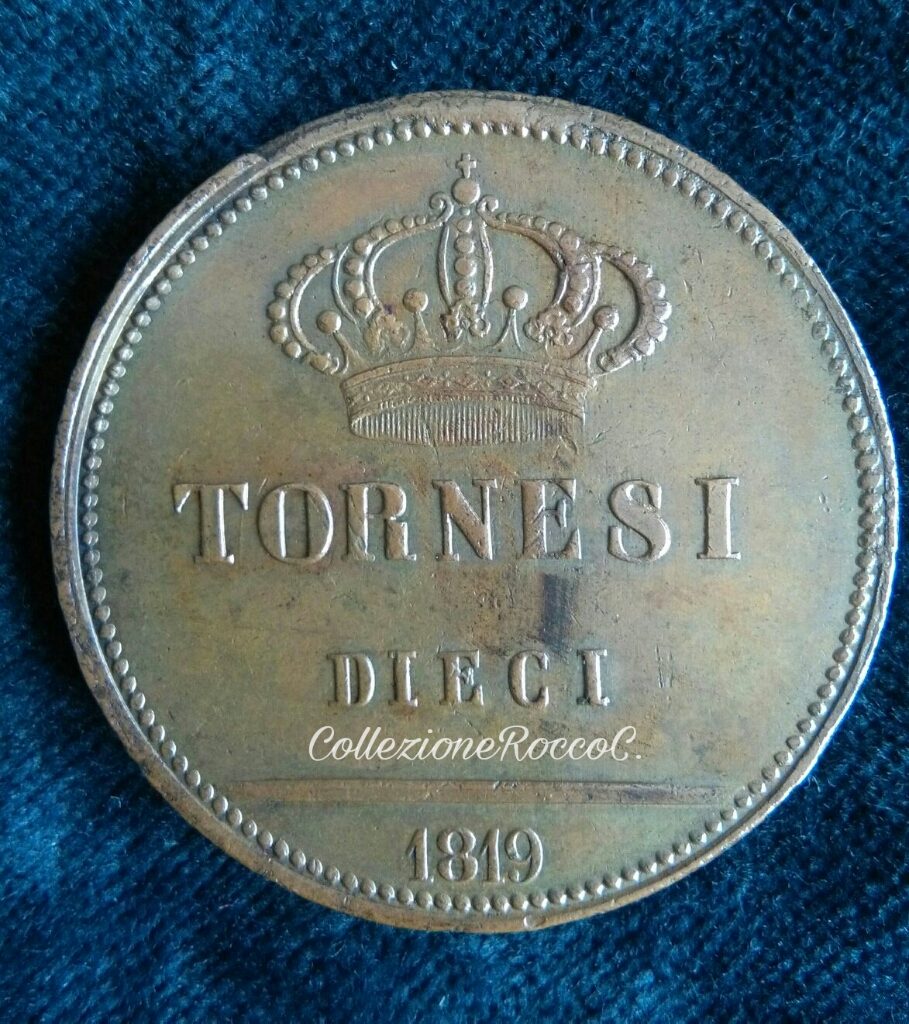 TORNESI
DIECI
CollezioneRoccoC.
1819